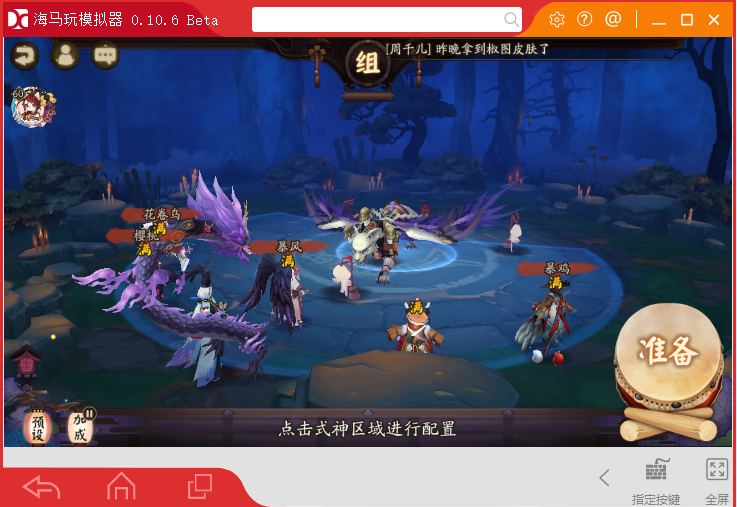 海马玩模拟器 0.10.6 Beta
组
[周千儿] 昨晚拿到椒图皮肤了
60
花卷鸟
满
樱桃
满
暴风
满
暴鸡
满
满
准备
预设
加成
点击式神区域进行配置
指定按键
全屏